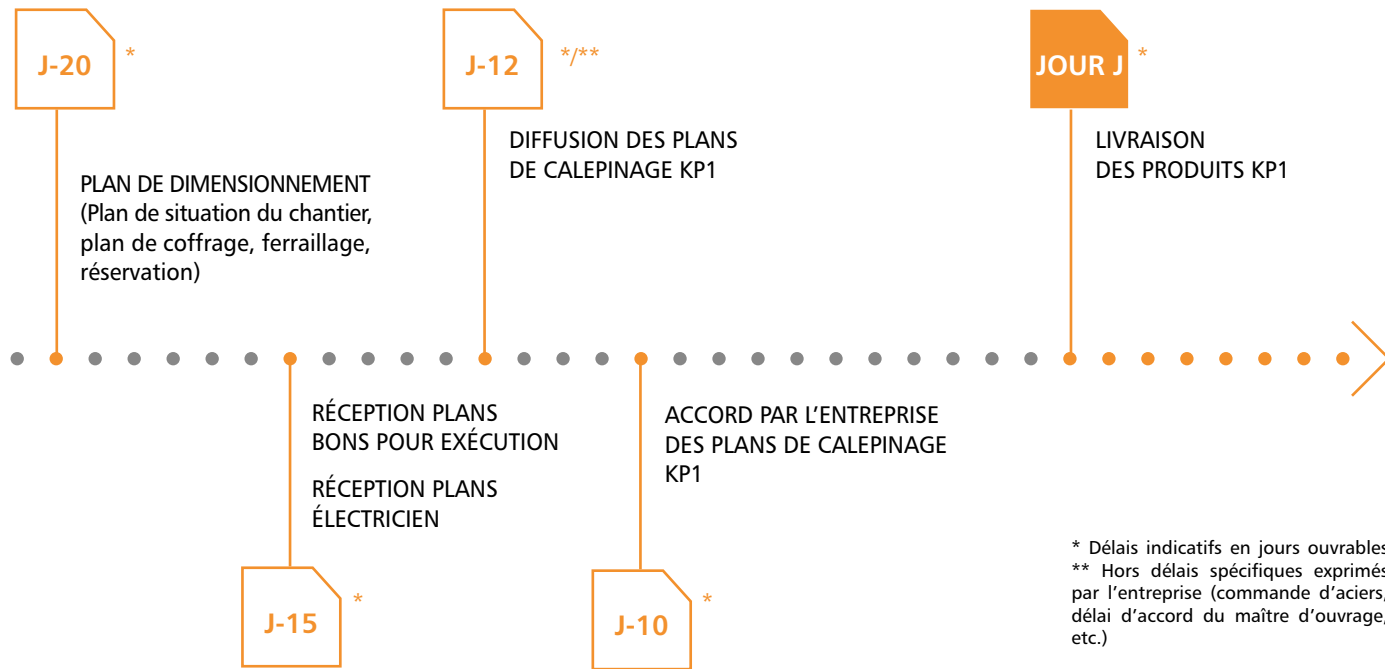 J-20 *
PLAN DE DIMENSIONNEMENT
(Plan de situation du chantier,
plan de coffrage, ferraillage,
réservation)
J-12 */**
DIFFUSION DES PLANS
DE CALEPINAGE KP1
JOUR J *
LIVRAISON
DES PRODUITS KP1
RÉCEPTION PLANS
BONS POUR EXÉCUTION
RÉCEPTION PLANS
ÉLECTRICIEN
J-15 *
ACCORD PAR L’ENTREPRISE
DES PLANS DE CALEPINAGE
KP1
J-10 *
* Délais indicatifs en jours ouvrables
** Hors délais spécifiques exprimés
par l’entreprise (commande d’aciers,
délai d’accord du maître d’ouvrage,
etc.)